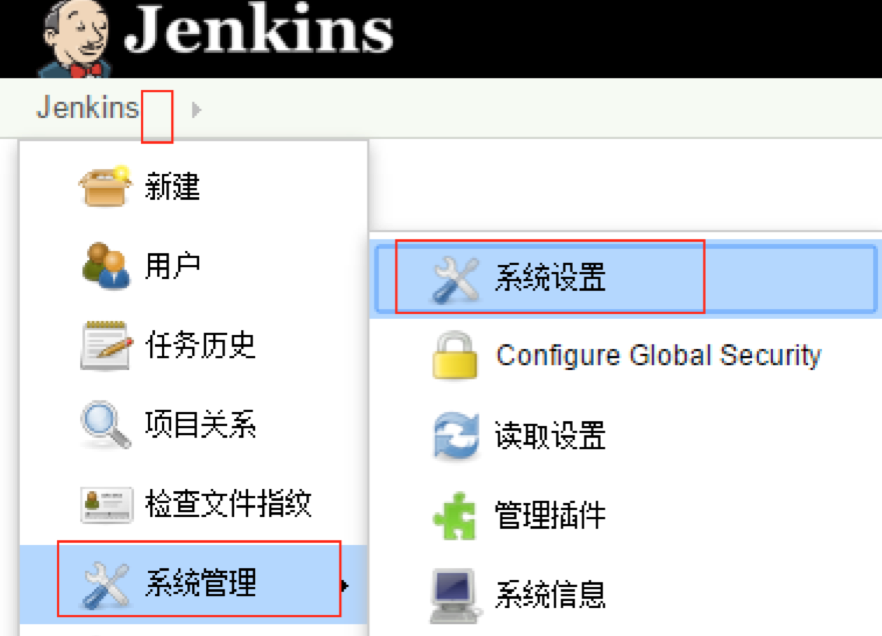 Jenkins
Jenkins
新建
用户
任务历史
项目关系
检查文件指纹
系统管理
系统设置
Configure Global Security
读取设置
管理插件
系统信息